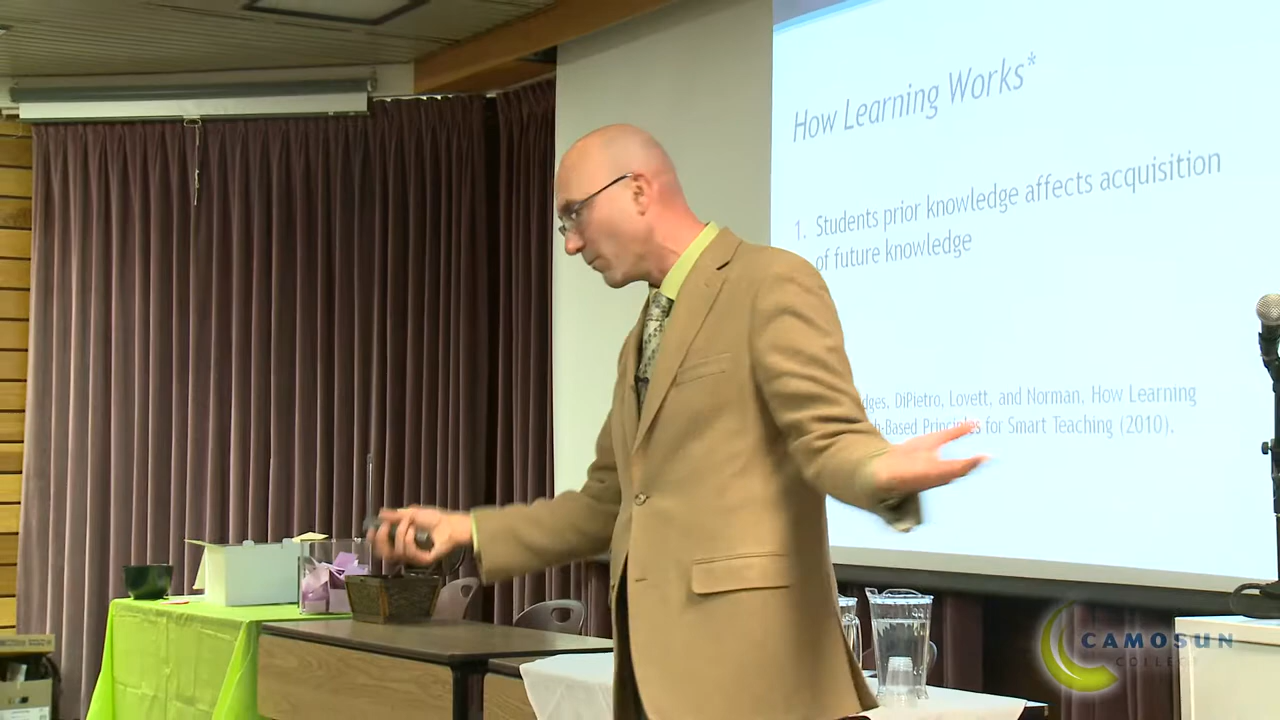 How Learning Works*
1. Students prior knowledge affects acquisition
of future knowledge
DiPietro, Lovett, and Norman. How Learning
Principles for Smart Teaching (2010).
CAMOSUN
COLLEGE